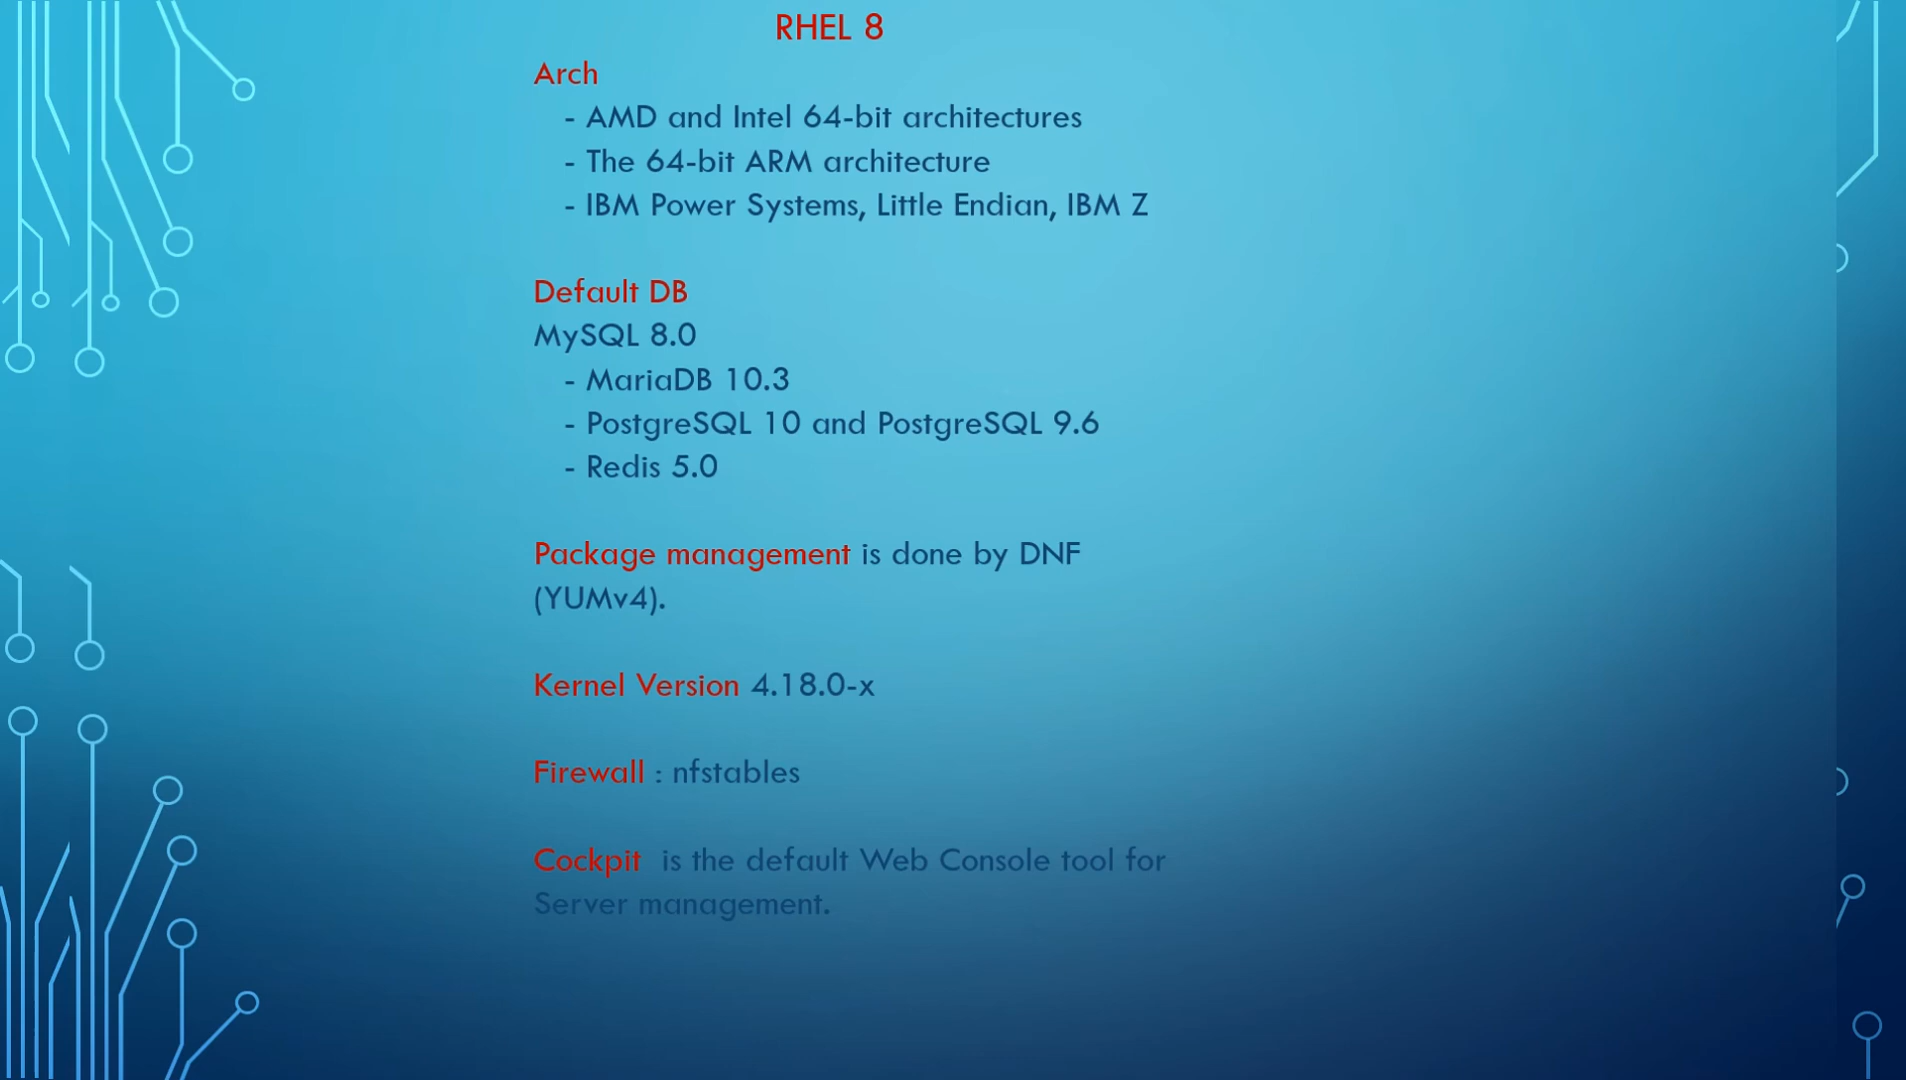 RHEL 8
Arch
- AMD and Intel 64-bit architectures
- The 64-bit ARM architecture
- IBM Power Systems, Little Endian, IBM Z
Default DB
MySQL 8.0
- MariaDB 10.3
- PostgreSQL 10 and PostgreSQL 9.6
- Redis 5.0
Package management is done by DNF
(YUMv4).
Kernel Version 4.18.0-x
Firewall : nfstables
Cockpit  is the default Web Console tool for
Server management.